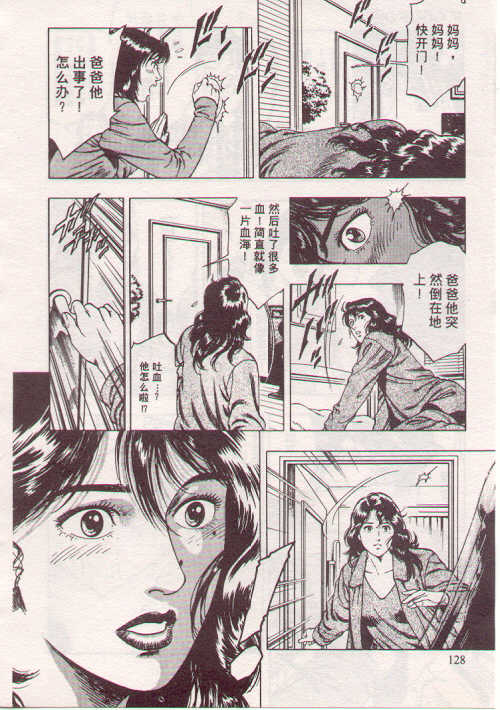 妈妈，
妈妈！
快开门！
爸爸他
出事了！
怎么办？
爸爸他突
然倒在地
上！
然后吐了很多
血！简直就像
一片血海！
吐血…？
他怎么啦!?
128